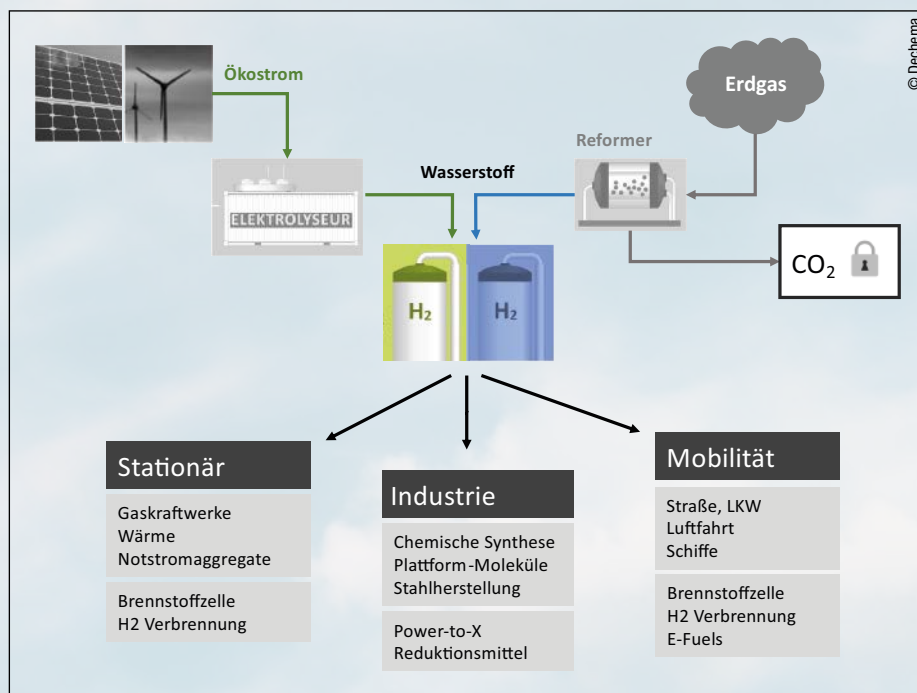 © Dechema
Ökostrom
Erdgas
Reformer
Wasserstoff
ELEKTROLYSEUR
CO₂
H₂
H₂
Stationär
Gaskraftwerke
Wärme
Notstromaggregate
Brennstoffzelle
H2 Verbrennung
Industrie
Chemische Synthese
Plattform-Moleküle
Stahlherstellung
Power-to-X
Reduktionsmittel
Mobilität
Straße, LKW
Luftfahrt
Schiffe
Brennstoffzelle
H2 Verbrennung
E-Fuels